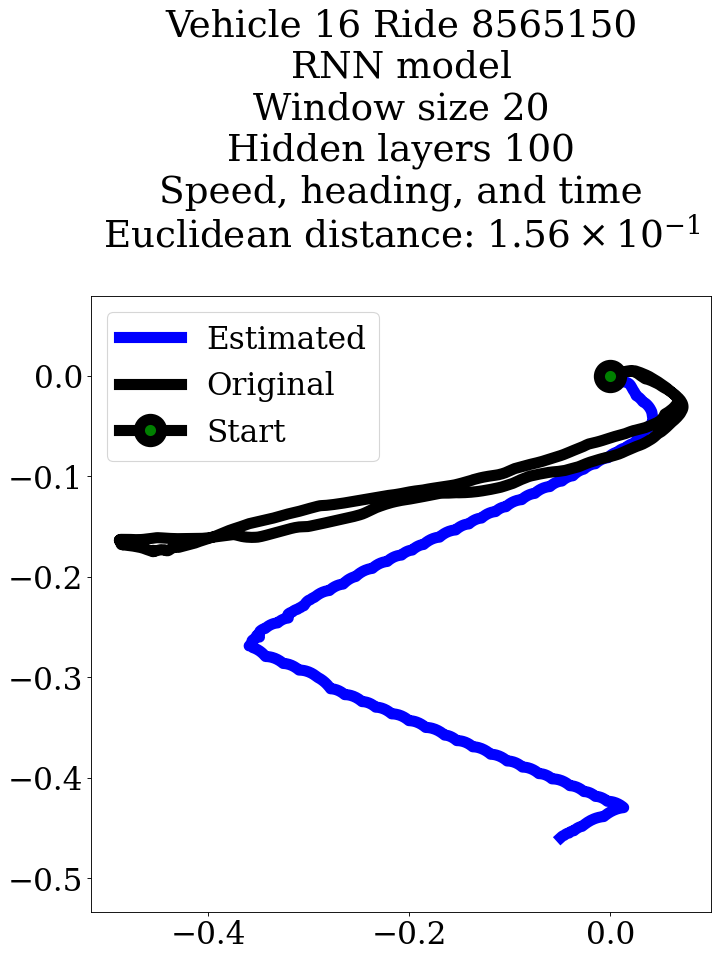 Vehicle 16 Ride 8565150
RNN model
Window size 20
Hidden layers 100
Speed, heading, and time
Euclidean distance: 1.56 × 10⁻¹
Estimated
Original
Start
0.0
−0.1
−0.2
−0.3
−0.4
−0.5
−0.4 −0.2 0.0